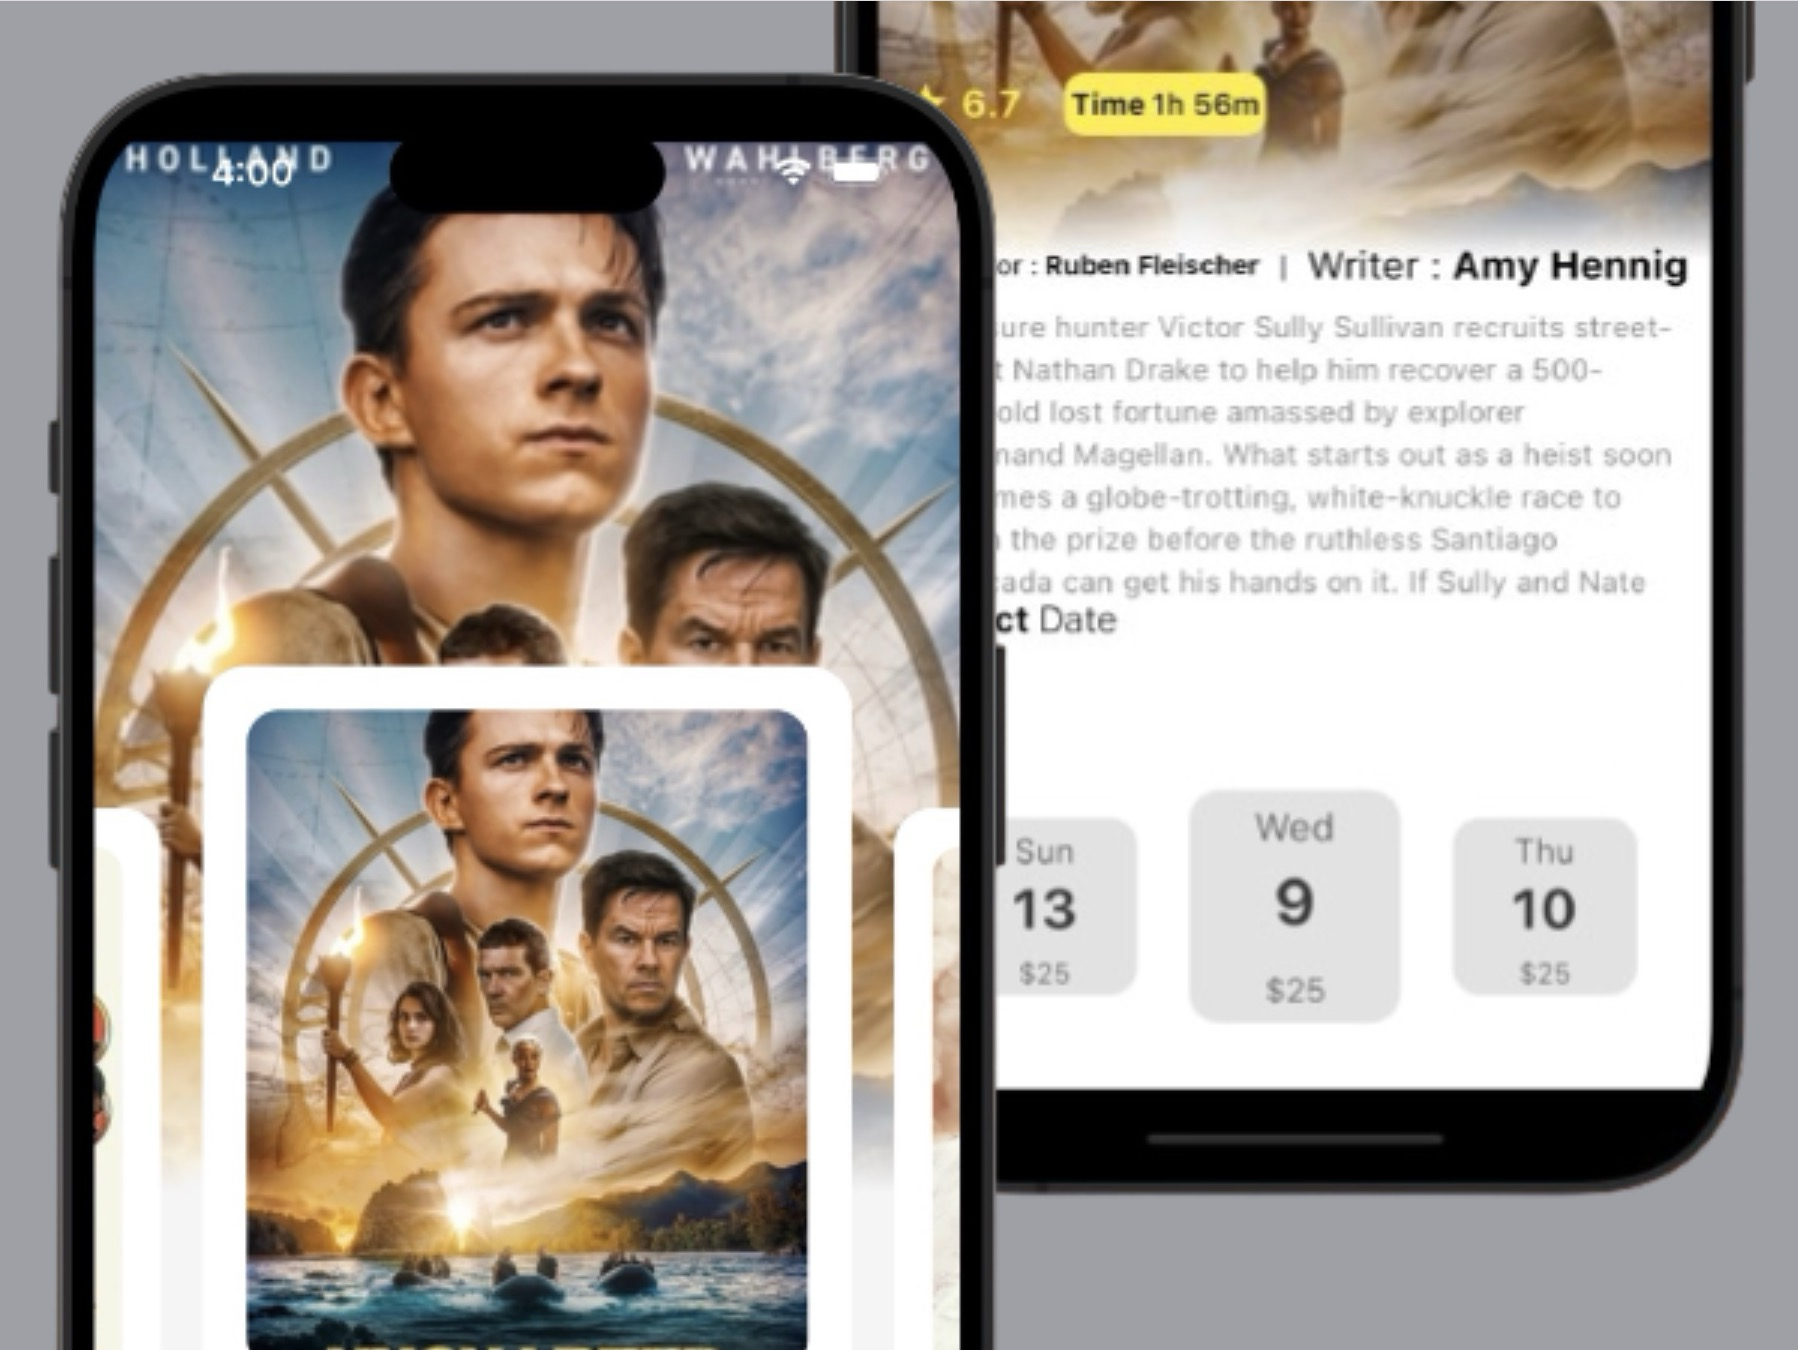 HOLLAND
WAHLBERG
4:00
6.7
Time 1h 56m
or : Ruben Fleischer | Writer : Amy Hennig
sure hunter Victor Sully Sullivan recruits street-
t Nathan Drake to help him recover a 500-
old lost fortune amassed by explorer
nand Magellan. What starts out as a heist soon
mes a globe-trotting, white-knuckle race to
the prize before the ruthless Santiago
cada can get his hands on it. If Sully and Nate
ct Date
Sun
13
$25
Wed
9
$25
Thu
10
$25